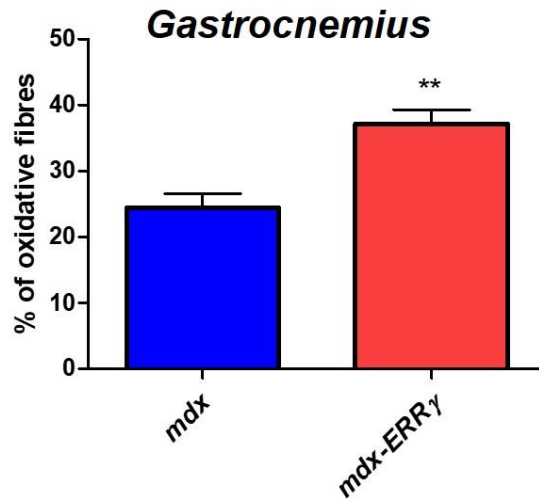 Gastrocnemius
% of oxidative fibres
50
40
30
20
10
0
**
mdx
mdx-ERRγ